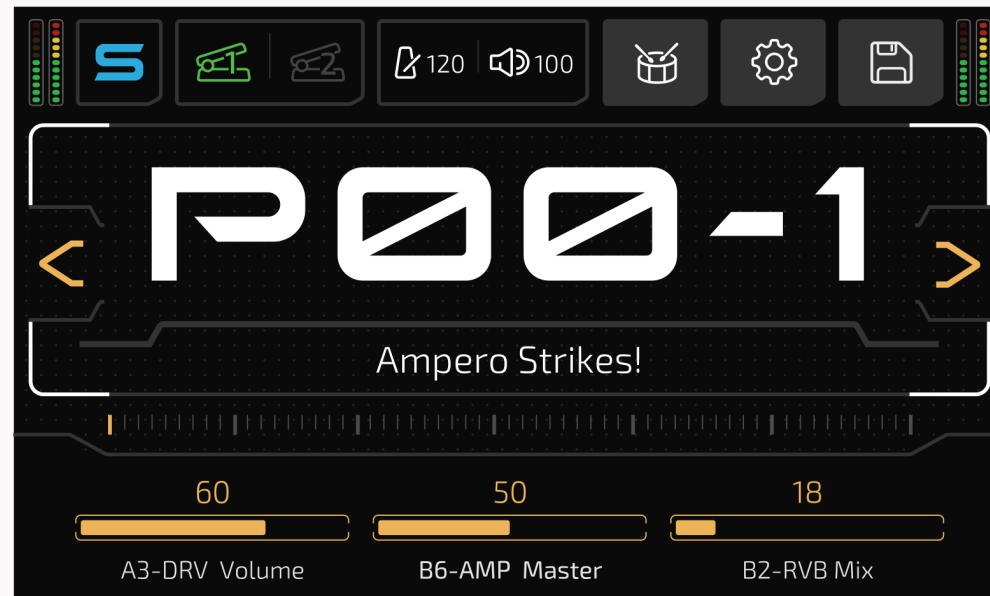 S 1 2 120 100
P00-1
Ampero Strikes!
60 50 18
A3-DRV Volume B6-AMP Master B2-RVB Mix